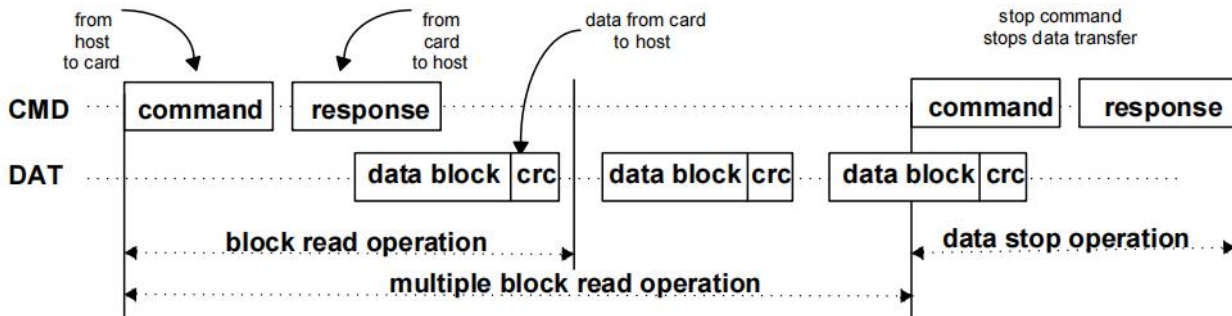 from
host
to card
from
card
to host
data from card
to host
stop command
stops data transfer
CMD
command
response
command
response
DAT
data block
crc
data block
crc
data block
crc
block read operation
data stop operation
multiple block read operation